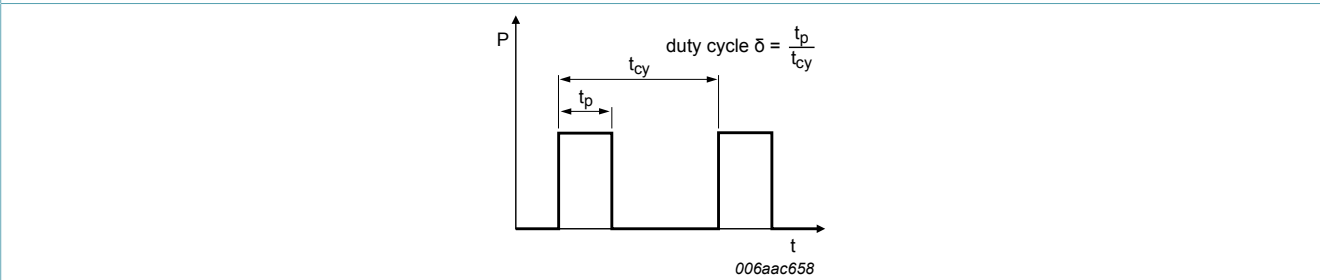 P
duty cycle δ = tp/tcy
tcy
tp
t
006aac658